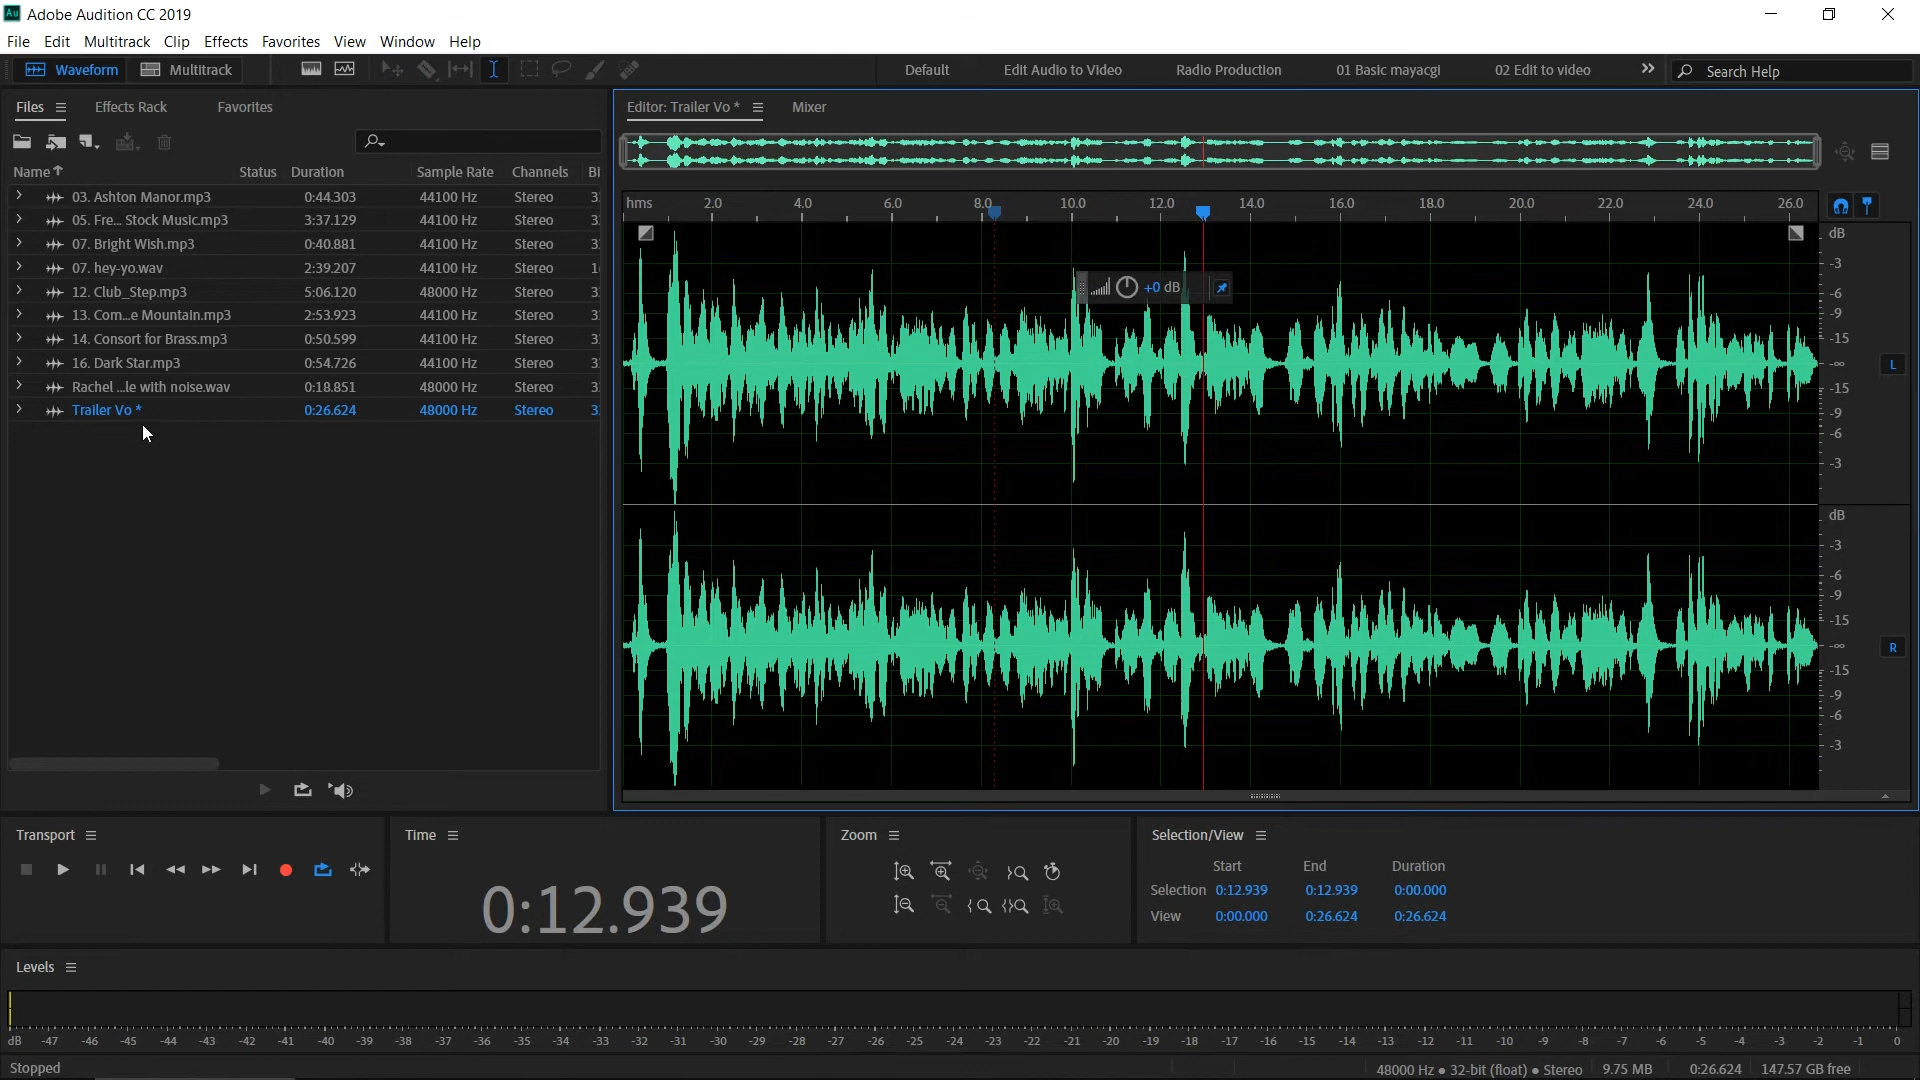 Au Adobe Audition CC 2019
File Edit Multitrack Clip Effects Favorites View Window Help
Waveform Multitrack Default Edit Audio to Video Radio Production 01 Basic mayacgi 02 Edit to video Search Help
Files Effects Rack Favorites
Name Status Duration Sample Rate Channels Bi
03. Ashton Manor.mp3 0:44.303 44100 Hz Stereo 3
05. Fre... Stock Music.mp3 3:37.129 44100 Hz Stereo 3
07. Bright Wish.mp3 0:40.881 44100 Hz Stereo 3
07. hey-yo.wav 2:39.207 44100 Hz Stereo 1
12. Club_Step.mp3 5:06.120 48000 Hz Stereo 3
13. Com...e Mountain.mp3 2:53.923 44100 Hz Stereo 3
14. Consort for Brass.mp3 0:50.599 44100 Hz Stereo 3
16. Dark Star.mp3 0:54.726 44100 Hz Stereo 3
Rachel ...le with noise.wav 0:18.851 48000 Hz Stereo 3
Trailer Vo * 0:26.624 48000 Hz Stereo 3
Editor: Trailer Vo * Mixer
hms 2.0 4.0 6.0 8.0 10.0 12.0 14.0 16.0 18.0 20.0 22.0 24.0 26.0
+0 dB
dB
-3
-6
-9
-15
-∞
L
-15
-9
-6
-3
dB
-3
-6
-9
-15
-∞
R
-15
-9
-6
-3
Transport
Time
0:12.939
Zoom
Selection/View
Start End Duration
Selection 0:12.939 0:12.939 0:00.000
View 0:00.000 0:26.624 0:26.624
Levels
dB -47 -46 -45 -44 -43 -42 -41 -40 -39 -38 -37 -36 -35 -34 -33 -32 -31 -30 -29 -28 -27 -26 -25 -24 -23 -22 -21 -20 -19 -18 -17 -16 -15 -14 -13 -12 -11 -10 -9 -8 -7 -6 -5 -4 -3 -2 -1 0
Stopped 48000 Hz ● 32-bit (float) ● Stereo 9.75 MB 0:26.624 147.57 GB free